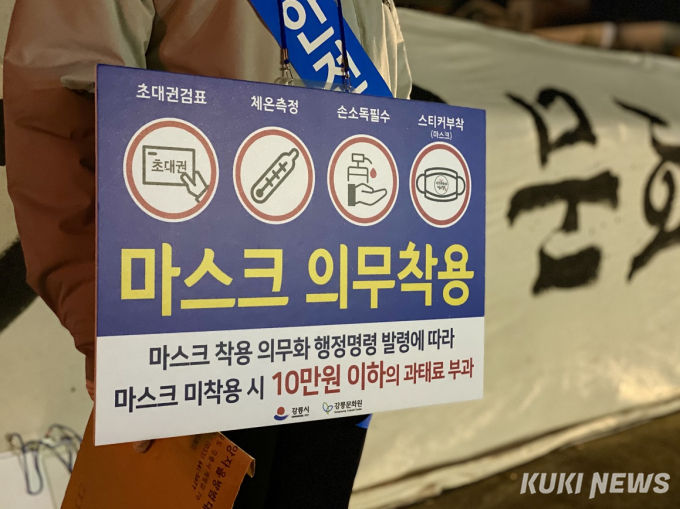 안전
초대권검표
체온측정
손소독필수
스티커부착
(마스크)
초대권
마스크 의무착용
마스크 착용 의무화 행정명령 발령에 따라
마스크 미착용 시 10만원 이하의 과태료 부과
강릉시
강릉문화원
KUKI NEWS